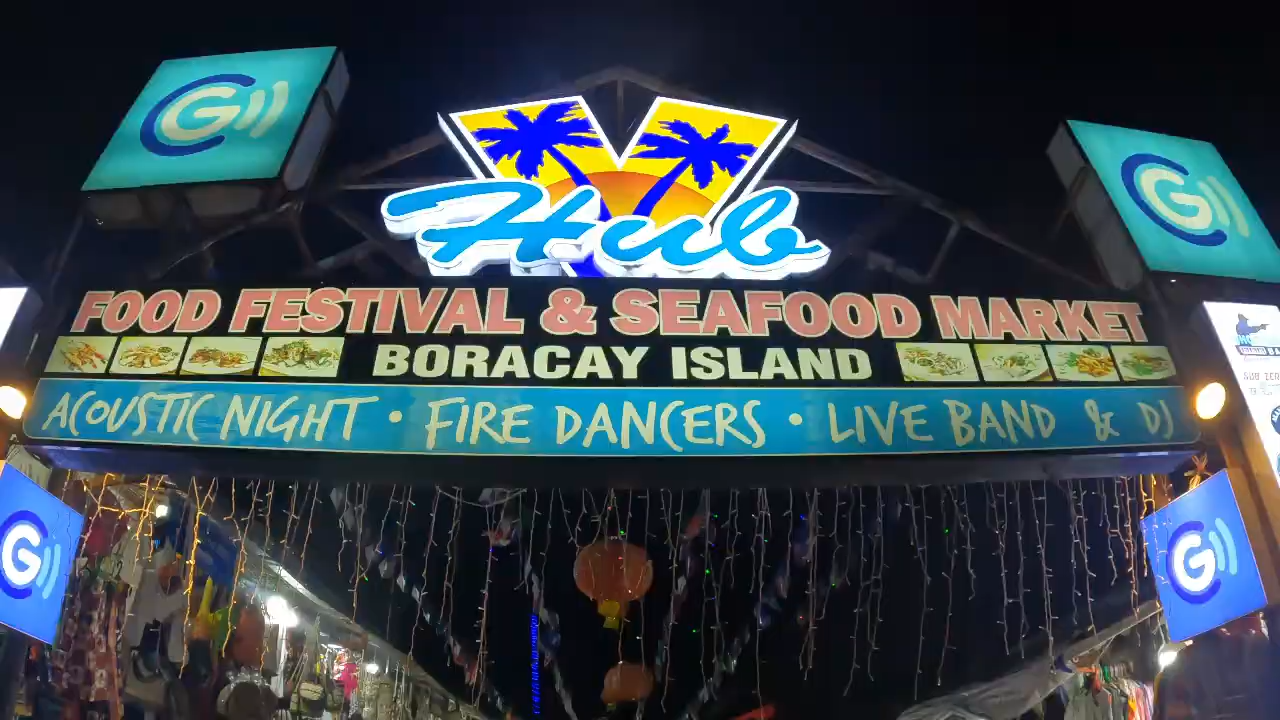 G
G
V
Hub
FOOD FESTIVAL & SEAFOOD MARKET
BORACAY ISLAND
ACOUSTIC NIGHT • FIRE DANCERS • LIVE BAND & DJ
G
G